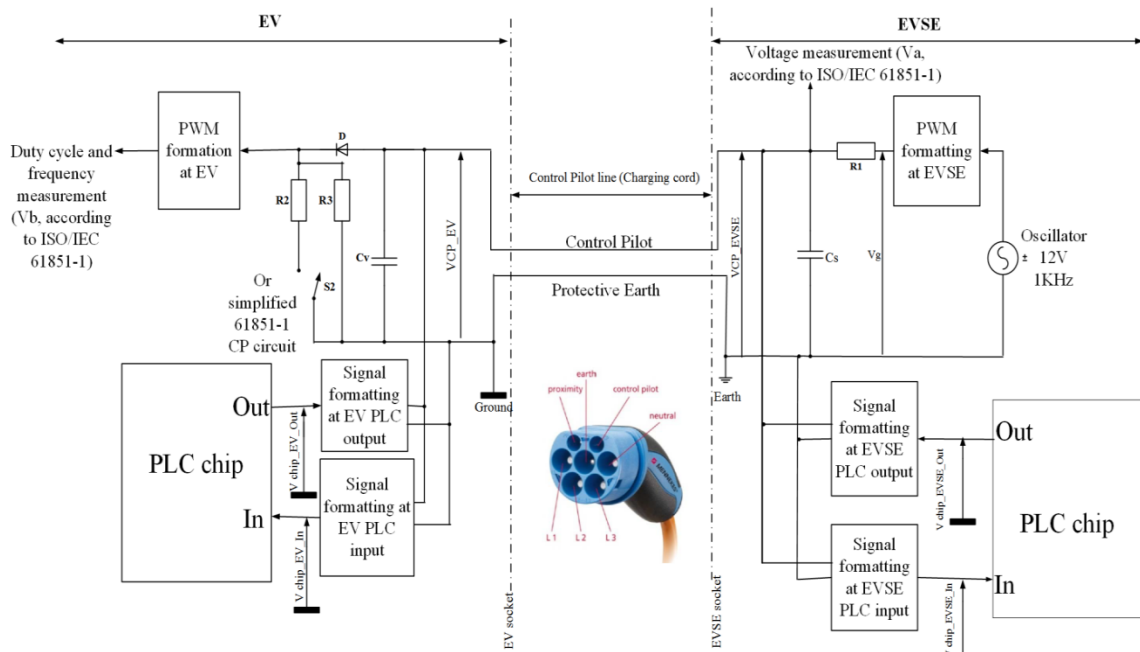 EV
EVSE
Voltage measurement (Va,
according to ISO/IEC 61851-1)
PWM
formation
at EV
D
Duty cycle and
frequency
measurement
(Vb, according
to ISO/IEC
61851-1)
R2
R3
Cv
VCP_EV
S2
Or
simplified
61851-1
CP circuit
Control Pilot line (Charging cord)
Control Pilot
Protective Earth
VCP_EVSE
R1
Cs
Vg
PWM
formatting
at EVSE
Oscillator
± 12V
1KHz
Ground
Earth
PLC chip
Out
In
V chip_EV_Out
V chip_EV_In
Signal
formatting
at EV PLC
output
Signal
formatting at
EV PLC
input
earth
proximity
control pilot
neutral
L 1
L 2
L 3
EV socket
EVSE socket
Signal
formatting
at EVSE
PLC output
Signal
formatting
at EVSE
PLC input
V chip_EVSE_Out
chip_EVSE_In
Out
In
PLC chip